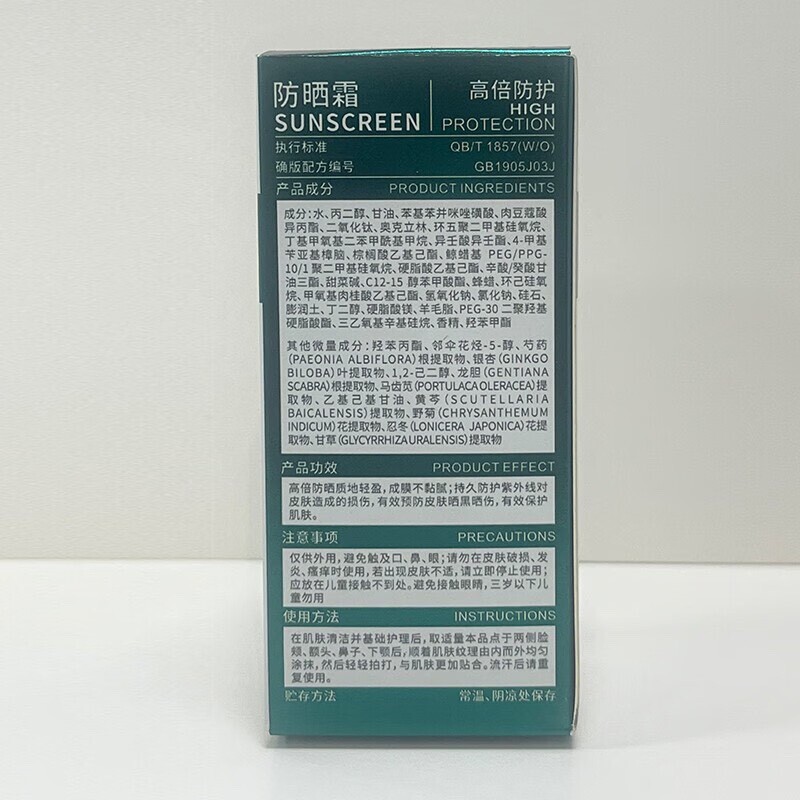 防晒霜
SUNSCREEN
高倍防护
HIGH
PROTECTION
执行标准 QB/T 1857(W/O)
确版配方编号 GB1905J03J
产品成分 PRODUCT INGREDIENTS
成分:水、丙二醇、甘油、苯基苯并咪唑磺酸、肉豆蔻酸
异丙酯、二氧化钛、奥克立林、环五聚二甲基硅氧烷、
丁基甲氧基二苯甲酰基甲烷、异壬酸异壬酯、4-甲基
苄亚基樟脑、棕榈酸乙基己酯、鲸蜡基 PEG/PPG-
10/1 聚二甲基硅氧烷、硬脂酸乙基己酯、辛酸/癸酸甘
油三酯、甜菜碱、C12-15 醇苯甲酸酯、蜂蜡、环己硅氧
烷、甲氧基肉桂酸乙基己酯、氢氧化钠、氯化钠、硅石、
膨润土、丁二醇、硬脂酸镁、羊毛脂、PEG-30 二聚羟基
硬脂酸酯、三乙氧基辛基硅烷、香精、羟苯甲酯
其他微量成分:羟苯丙酯、邻伞花烃-5-醇、芍药
(PAEONIA ALBIFLORA)根提取物、银杏(GINKGO
BILOBA)叶提取物、1,2-己二醇、龙胆(GENTIANA
SCABRA)根提取物、马齿苋(PORTULACA OLERACEA)提
取物、乙基己基甘油、黄芩(SCUTELLARIA
BAICALENSIS)提取物、野菊(CHRYSANTHEMUM
INDICUM)花提取物、忍冬(LONICERA JAPONICA)花提
取物、甘草(GLYCYRRHIZA URALENSIS)提取物
产品功效 PRODUCT EFFECT
高倍防晒质地轻盈,成膜不黏腻;持久防护紫外线对
皮肤造成的损伤,有效预防皮肤晒黑晒伤,有效保护
肌肤。
注意事项 PRECAUTIONS
仅供外用,避免触及口、鼻、眼;请勿在皮肤破损、发
炎、瘙痒时使用,若出现皮肤不适,请立即停止使用;
应放在儿童接触不到处。避免接触眼睛,三岁以下儿
童勿用
使用方法 INSTRUCTIONS
在肌肤清洁并基础护理后,取适量本品点于两侧脸
颊、额头、鼻子、下颚后,顺着肌肤纹理由内而外均匀
涂抹,然后轻轻拍打,与肌肤更加贴合。流汗后请重
复使用。
贮存方法 常温、阴凉处保存